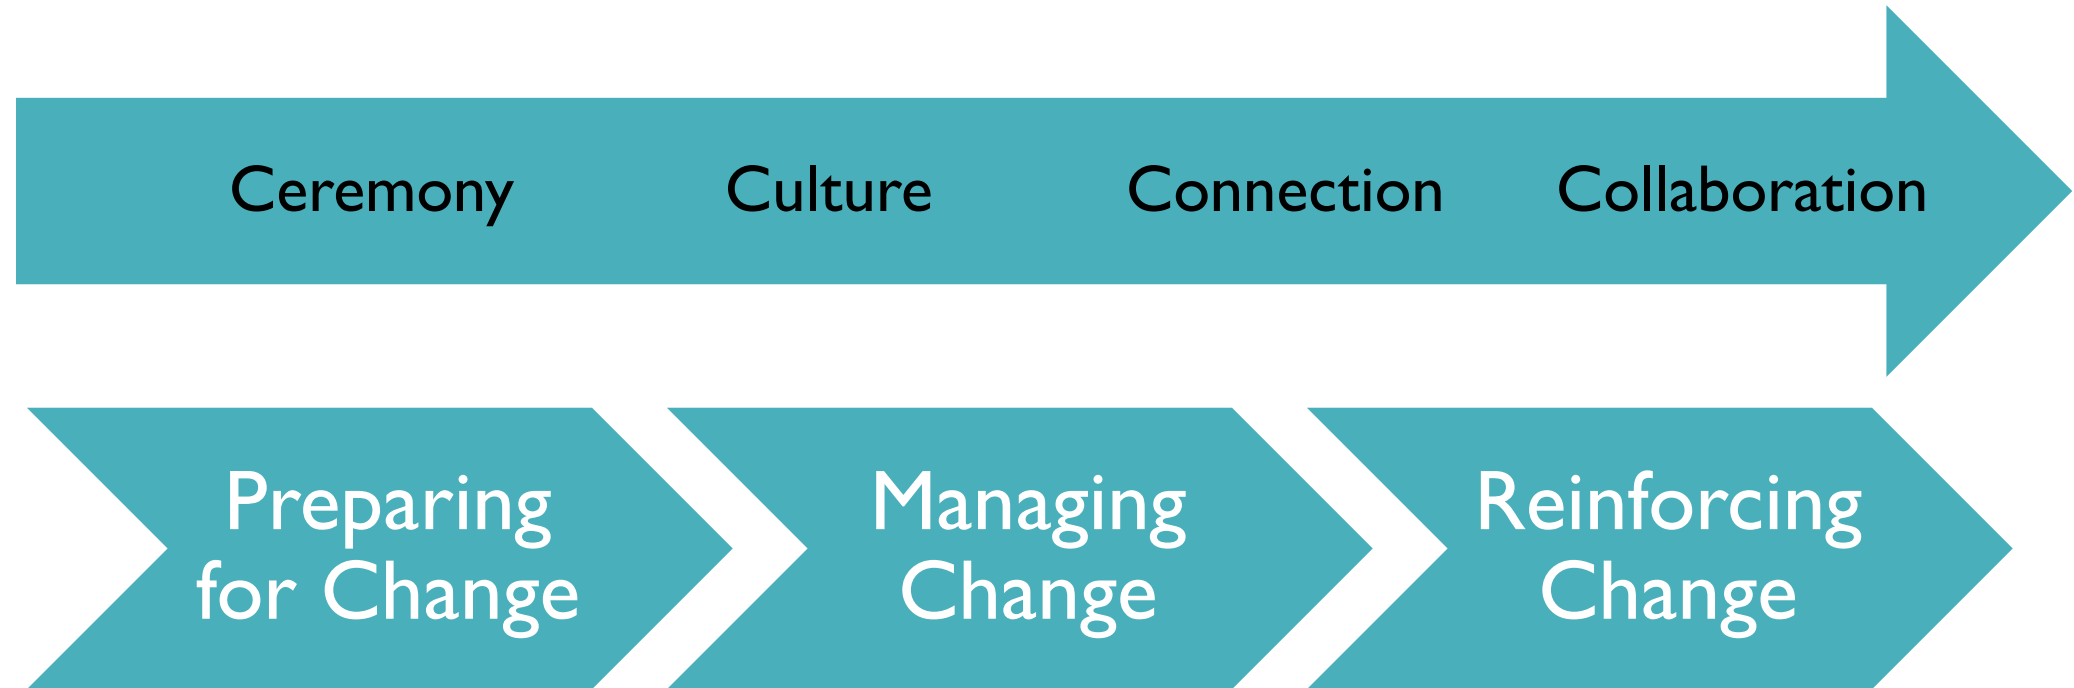 Ceremony Culture Connection Collaboration
Preparing
for Change
Managing
Change
Reinforcing
Change